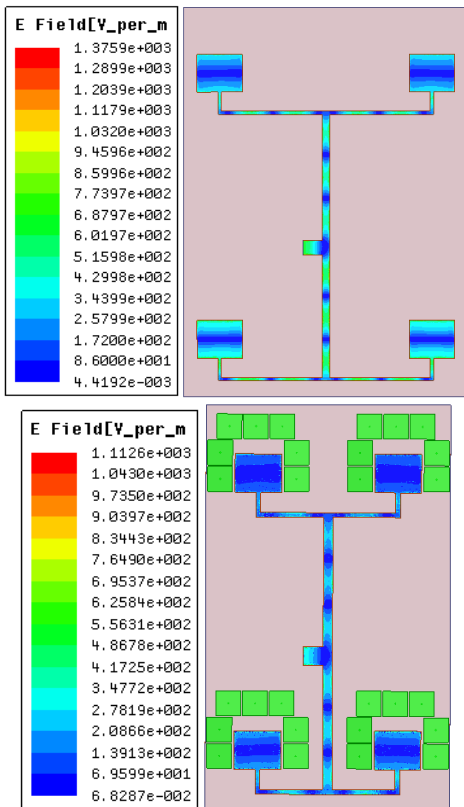 E Field[V_per_m
1.3759e+003
1.2899e+003
1.2039e+003
1.1179e+003
1.0320e+003
9.4596e+002
8.5996e+002
7.7397e+002
6.8797e+002
6.0197e+002
5.1598e+002
4.2998e+002
3.4399e+002
2.5799e+002
1.7200e+002
8.6000e+001
4.4192e-003
E Field[V_per_m
1.1126e+003
1.0430e+003
9.7350e+002
9.0397e+002
8.3443e+002
7.6490e+002
6.9537e+002
6.2584e+002
5.5631e+002
4.8678e+002
4.1725e+002
3.4772e+002
2.7819e+002
2.0866e+002
1.3913e+002
6.9599e+001
6.8287e-002